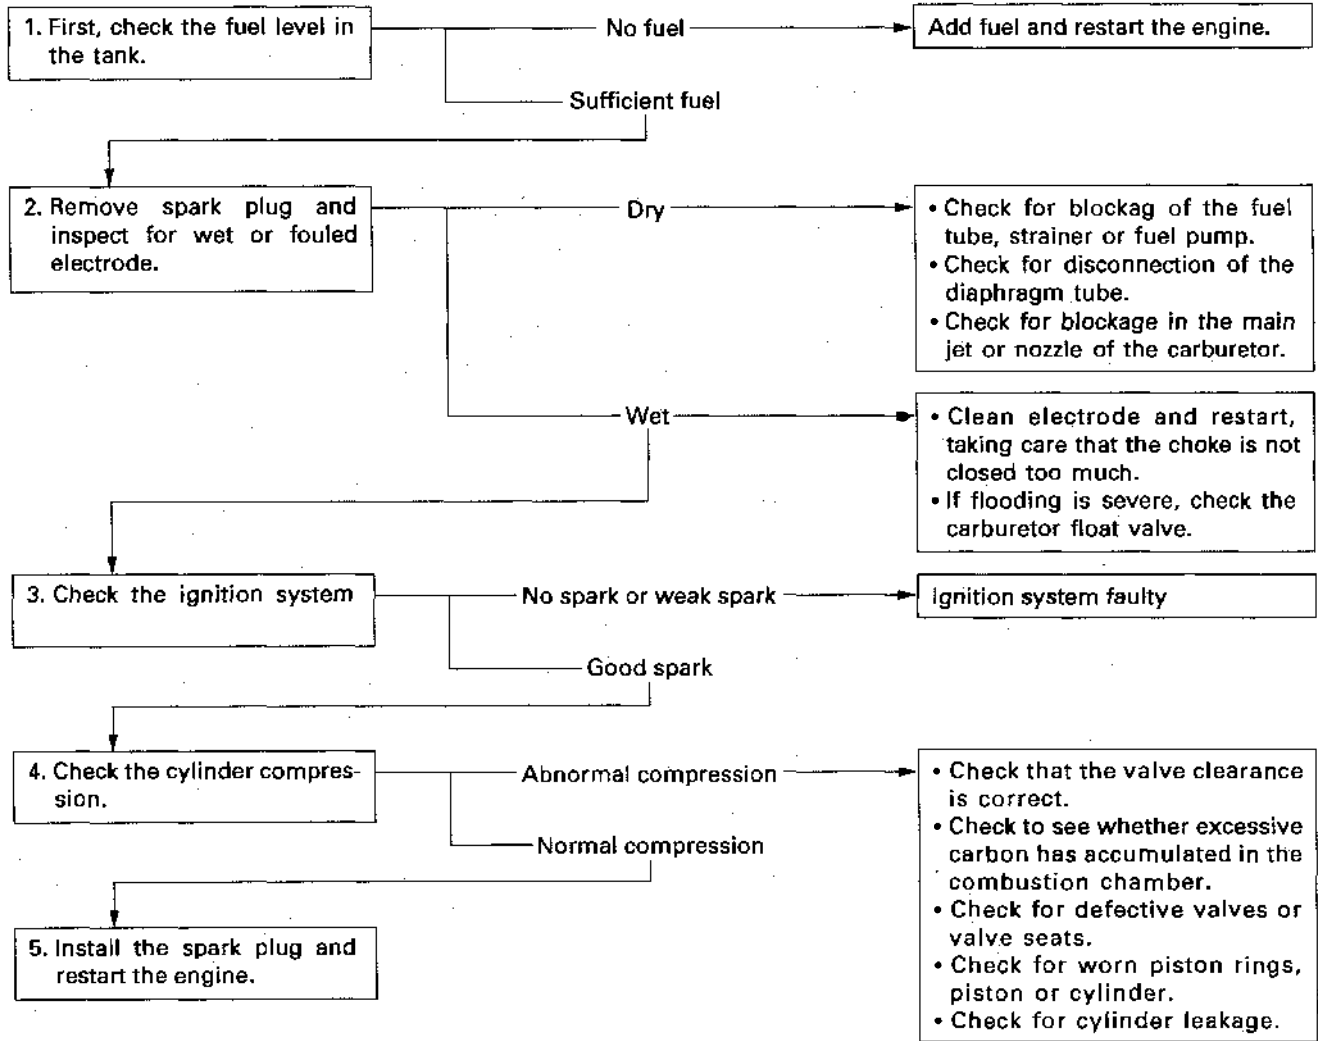 1. First, check the fuel level in
the tank.
No fuel
Add fuel and restart the engine.
Sufficient fuel
2. Remove spark plug and
inspect for wet or fouled
electrode.
Dry
• Check for blockag of the fuel
tube, strainer or fuel pump.
• Check for disconnection of the
diaphragm tube.
• Check for blockage in the main
jet or nozzle of the carburetor.
Wet
• Clean electrode and restart,
taking care that the choke is not
closed too much.
• If flooding is severe, check the
carburetor float valve.
3. Check the ignition system
No spark or weak spark
Ignition system faulty
Good spark
4. Check the cylinder compres-
sion.
Abnormal compression
• Check that the valve clearance
is correct.
• Check to see whether excessive
carbon has accumulated in the
combustion chamber.
• Check for defective valves or
valve seats.
• Check for worn piston rings,
piston or cylinder.
• Check for cylinder leakage.
Normal compression
5. Install the spark plug and
restart the engine.